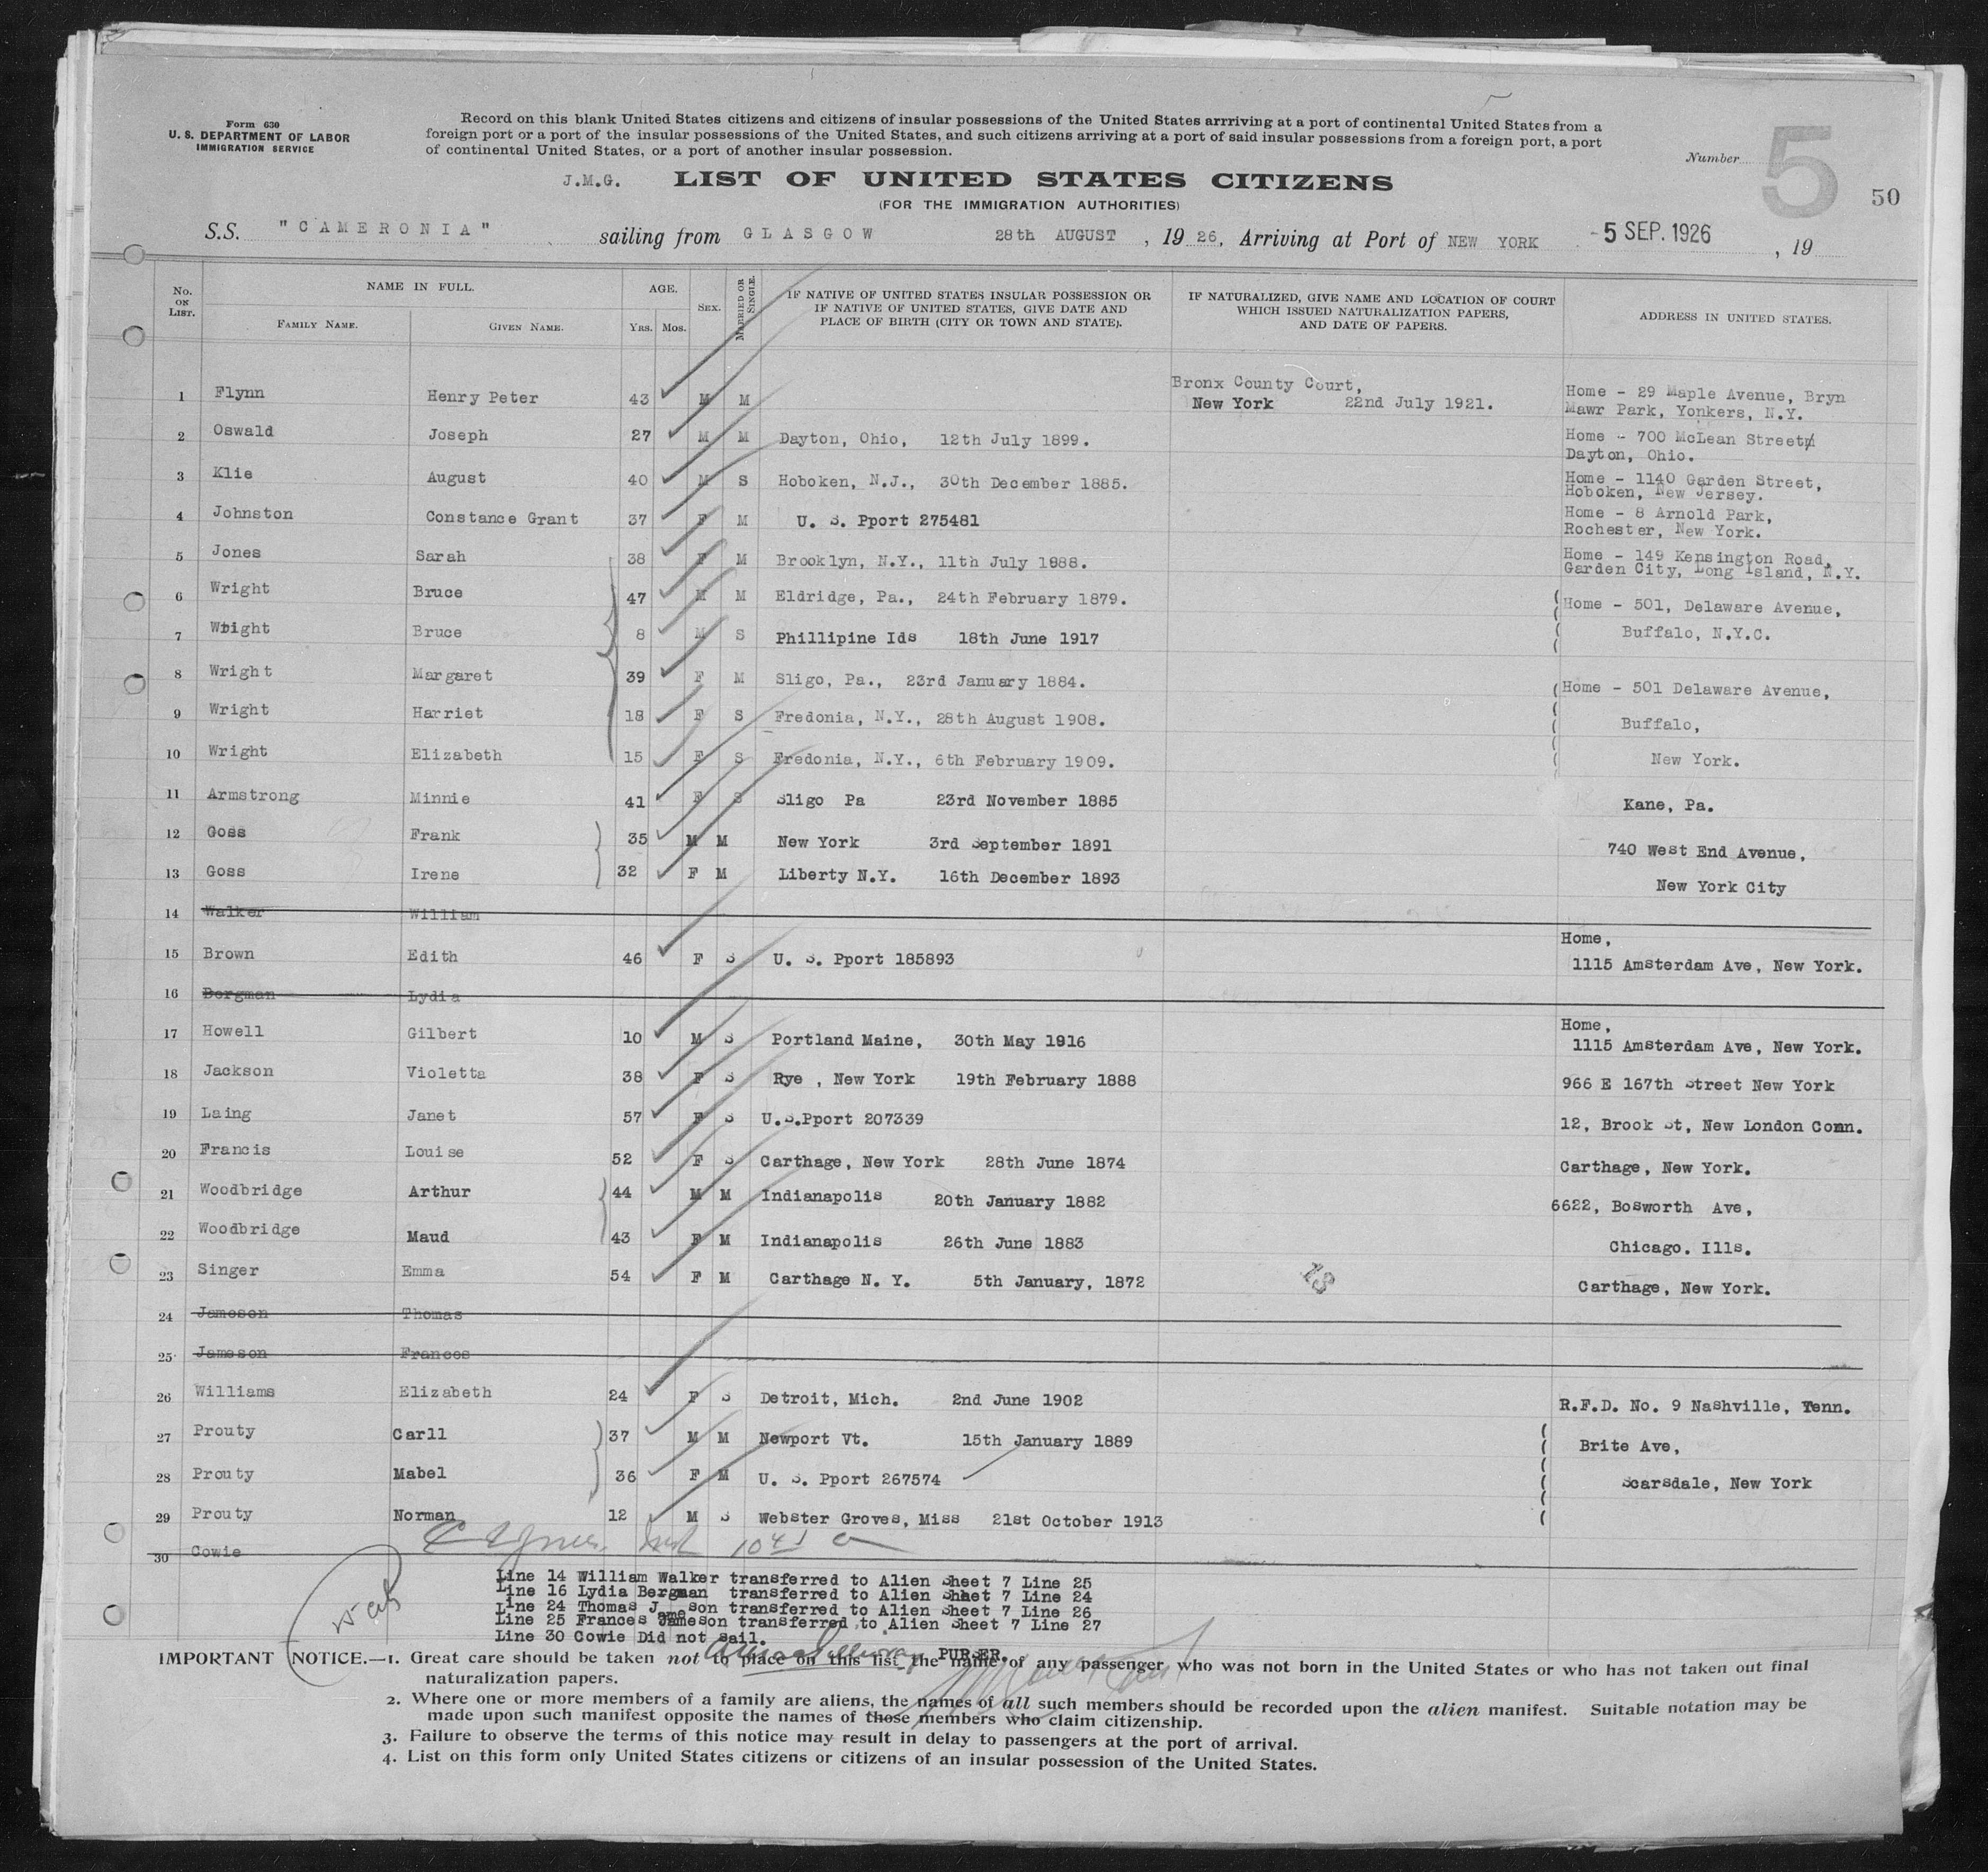 Form 630
U. S. DEPARTMENT OF LABOR
IMMIGRATION SERVICE
Record on this blank United States citizens and citizens of insular possessions of the United States arrriving at a port of continental United States from a
foreign port or a port of the insular possessions of the United States, and such citizens arriving at a port of said insular possessions from a foreign port, a port
of continental United States, or a port of another insular possession.
Number 5
50
J.M.G. LIST OF UNITED STATES CITIZENS
(FOR THE IMMIGRATION AUTHORITIES)
S.S. "CAMERONIA" sailing from GLASGOW 28th AUGUST, 1926, Arriving at Port of NEW YORK -5 SEP. 1926, 19
No. ON LIST. NAME IN FULL. AGE. SEX. MARRIED OR SINGLE. IF NATIVE OF UNITED STATES INSULAR POSSESSION OR IF NATIVE OF UNITED STATES, GIVE DATE AND PLACE OF BIRTH (CITY OR TOWN AND STATE). IF NATURALIZED, GIVE NAME AND LOCATION OF COURT WHICH ISSUED NATURALIZATION PAPERS, AND DATE OF PAPERS. ADDRESS IN UNITED STATES.
FAMILY NAME. GIVEN NAME. YRS. MOS.
1 Flynn Henry Peter 43 M M Bronx County Court, New York 22nd July 1921. Home - 29 Maple Avenue, Bryn Mawr Park, Yonkers, N.Y.
2 Oswald Joseph 27 M M Dayton, Ohio, 12th July 1899. Home - 700 McLean Street, Dayton, Ohio.
3 Klie August 40 M S Hoboken, N.J., 30th December 1885. Home - 1140 Garden Street, Hoboken, New Jersey.
4 Johnston Constance Grant 37 F M U. S. Pport 275481 Home - 8 Arnold Park, Rochester, New York.
5 Jones Sarah 38 F M Brooklyn, N.Y., 11th July 1888. Home - 149 Kensington Road, Garden City, Long Island, N.Y.
6 Wright Bruce 47 M M Eldridge, Pa., 24th February 1879. Home - 501, Delaware Avenue,
7 Wright Bruce 8 M S Phillipine Ids 18th June 1917 Buffalo, N.Y.C.
8 Wright Margaret 39 F M Sligo, Pa., 23rd January 1884. Home - 501 Delaware Avenue,
9 Wright Harriet 18 F S Fredonia, N.Y., 28th August 1908. Buffalo,
10 Wright Elizabeth 15 F S Fredonia, N.Y., 6th February 1909. New York.
11 Armstrong Minnie 41 F S Sligo Pa 23rd November 1885 Kane, Pa.
12 Goss Frank 35 M M New York 3rd September 1891 740 West End Avenue,
13 Goss Irene 32 F M Liberty N.Y. 16th December 1893 New York City
14 Walker William
15 Brown Edith 46 F S U. S. Pport 185893 Home, 1115 Amsterdam Ave, New York.
16 Bergman Lydia
17 Howell Gilbert 10 M S Portland Maine, 30th May 1916 Home, 1115 Amsterdam Ave, New York.
18 Jackson Violetta 38 F S Rye , New York 19th February 1888 966 E 167th Street New York
19 Laing Janet 57 F S U.S.Pport 207339 12, Brook St, New London Conn.
20 Francis Louise 52 F S Carthage, New York 28th June 1874 Carthage, New York.
21 Woodbridge Arthur 44 M M Indianapolis 20th January 1882 6622, Bosworth Ave,
22 Woodbridge Maud 43 F M Indianapolis 26th June 1883 Chicago. Ills.
23 Singer Emma 54 F M Carthage N. Y. 5th January, 1872 13 Carthage, New York.
24 Jameson Thomas
25 Jameson Frances
26 Williams Elizabeth 24 F S Detroit, Mich. 2nd June 1902 R.F.D. No. 9 Nashville, Tenn.
27 Prouty Carll 37 M M Newport Vt. 15th January 1889 Brite Ave,
28 Prouty Mabel 36 F M U. S. Pport 267574 Scarsdale, New York
29 Prouty Norman 12 M S Webster Groves, Miss 21st October 1913
30 Cowie
Line 14 William Walker transferred to Alien Sheet 7 Line 25
Line 16 Lydia Bergman transferred to Alien Sheet 7 Line 24
Line 24 Thomas Jameson transferred to Alien Sheet 7 Line 26
Line 25 Frances Jameson transferred to Alien Sheet 7 Line 27
Line 30 Cowie Did not sail.
PURSER.
IMPORTANT NOTICE.—1. Great care should be taken not to place on this list the name of any passenger who was not born in the United States or who has not taken out final
naturalization papers.
2. Where one or more members of a family are aliens, the names of all such members should be recorded upon the alien manifest. Suitable notation may be
made upon such manifest opposite the names of those members who claim citizenship.
3. Failure to observe the terms of this notice may result in delay to passengers at the port of arrival.
4. List on this form only United States citizens or citizens of an insular possession of the United States.